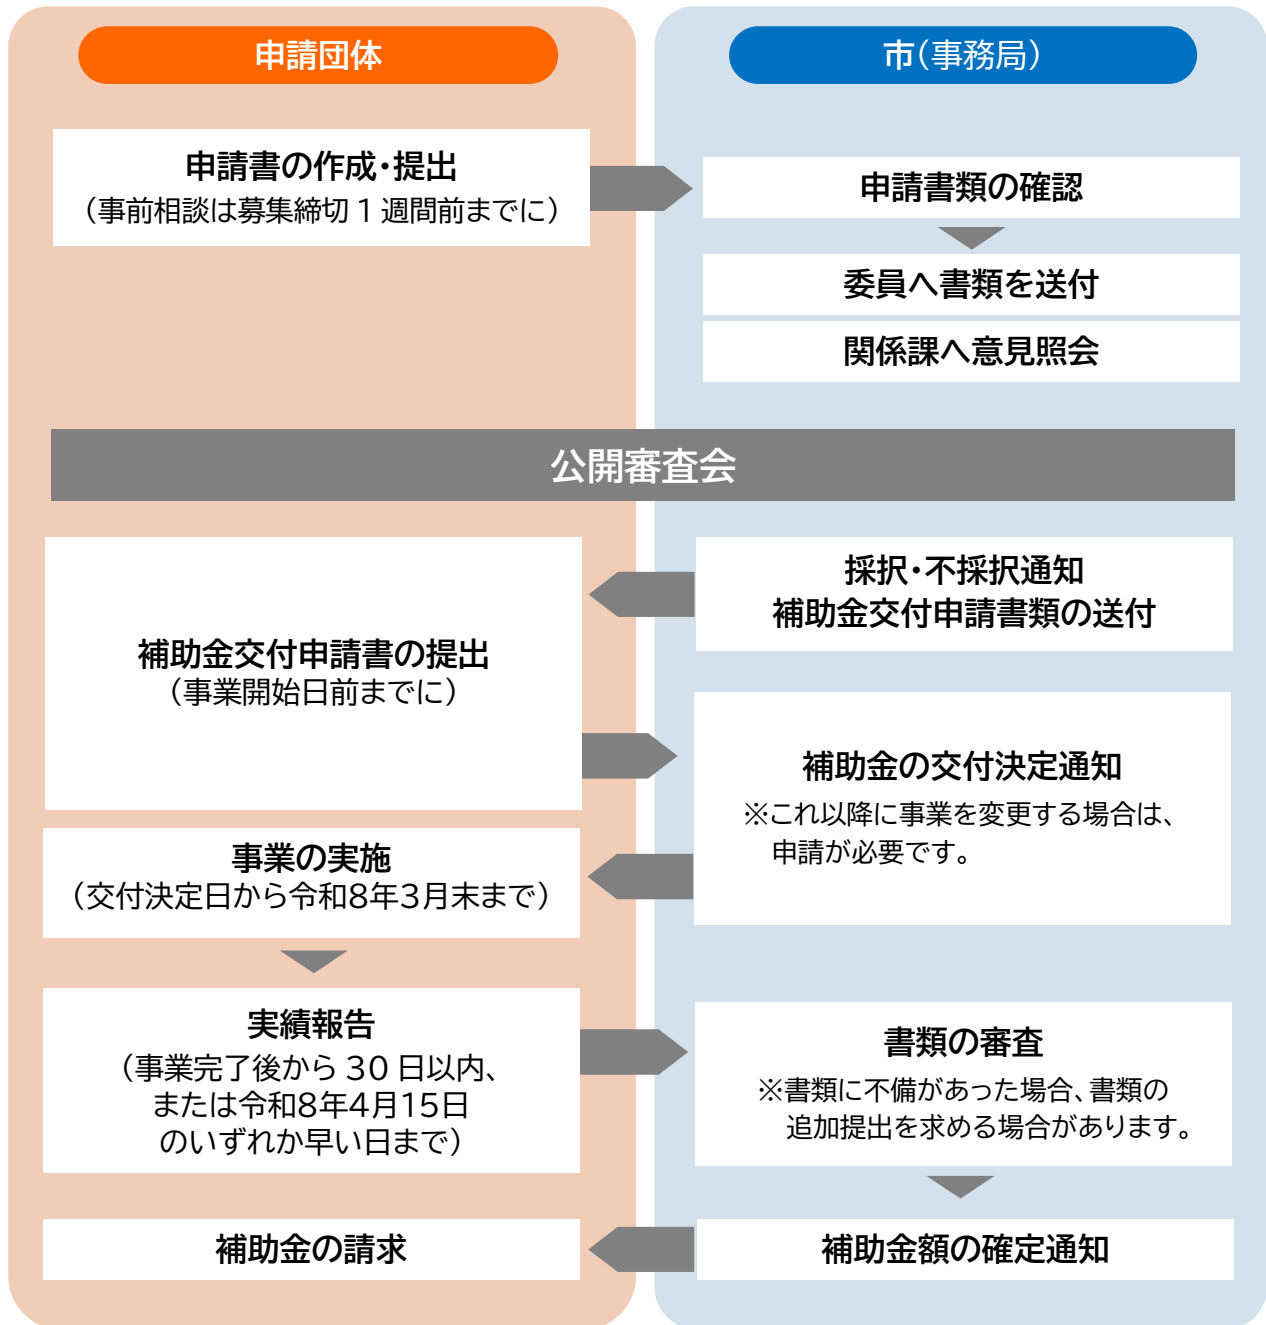 申請団体
市（事務局）
申請書の作成・提出
（事前相談は募集締切１週間前までに）
申請書類の確認
委員へ書類を送付
関係課へ意見照会
公開審査会
採択・不採択通知
補助金交付申請書類の送付
補助金交付申請書の提出
（事業開始日前までに）
補助金の交付決定通知
※これ以降に事業を変更する場合は、
申請が必要です。
事業の実施
（交付決定日から令和８年３月末まで）
実績報告
（事業完了後から 30 日以内、
または令和８年４月15日
のいずれか早い日まで）
書類の審査
※書類に不備があった場合、書類の
追加提出を求める場合があります。
補助金額の確定通知
補助金の請求